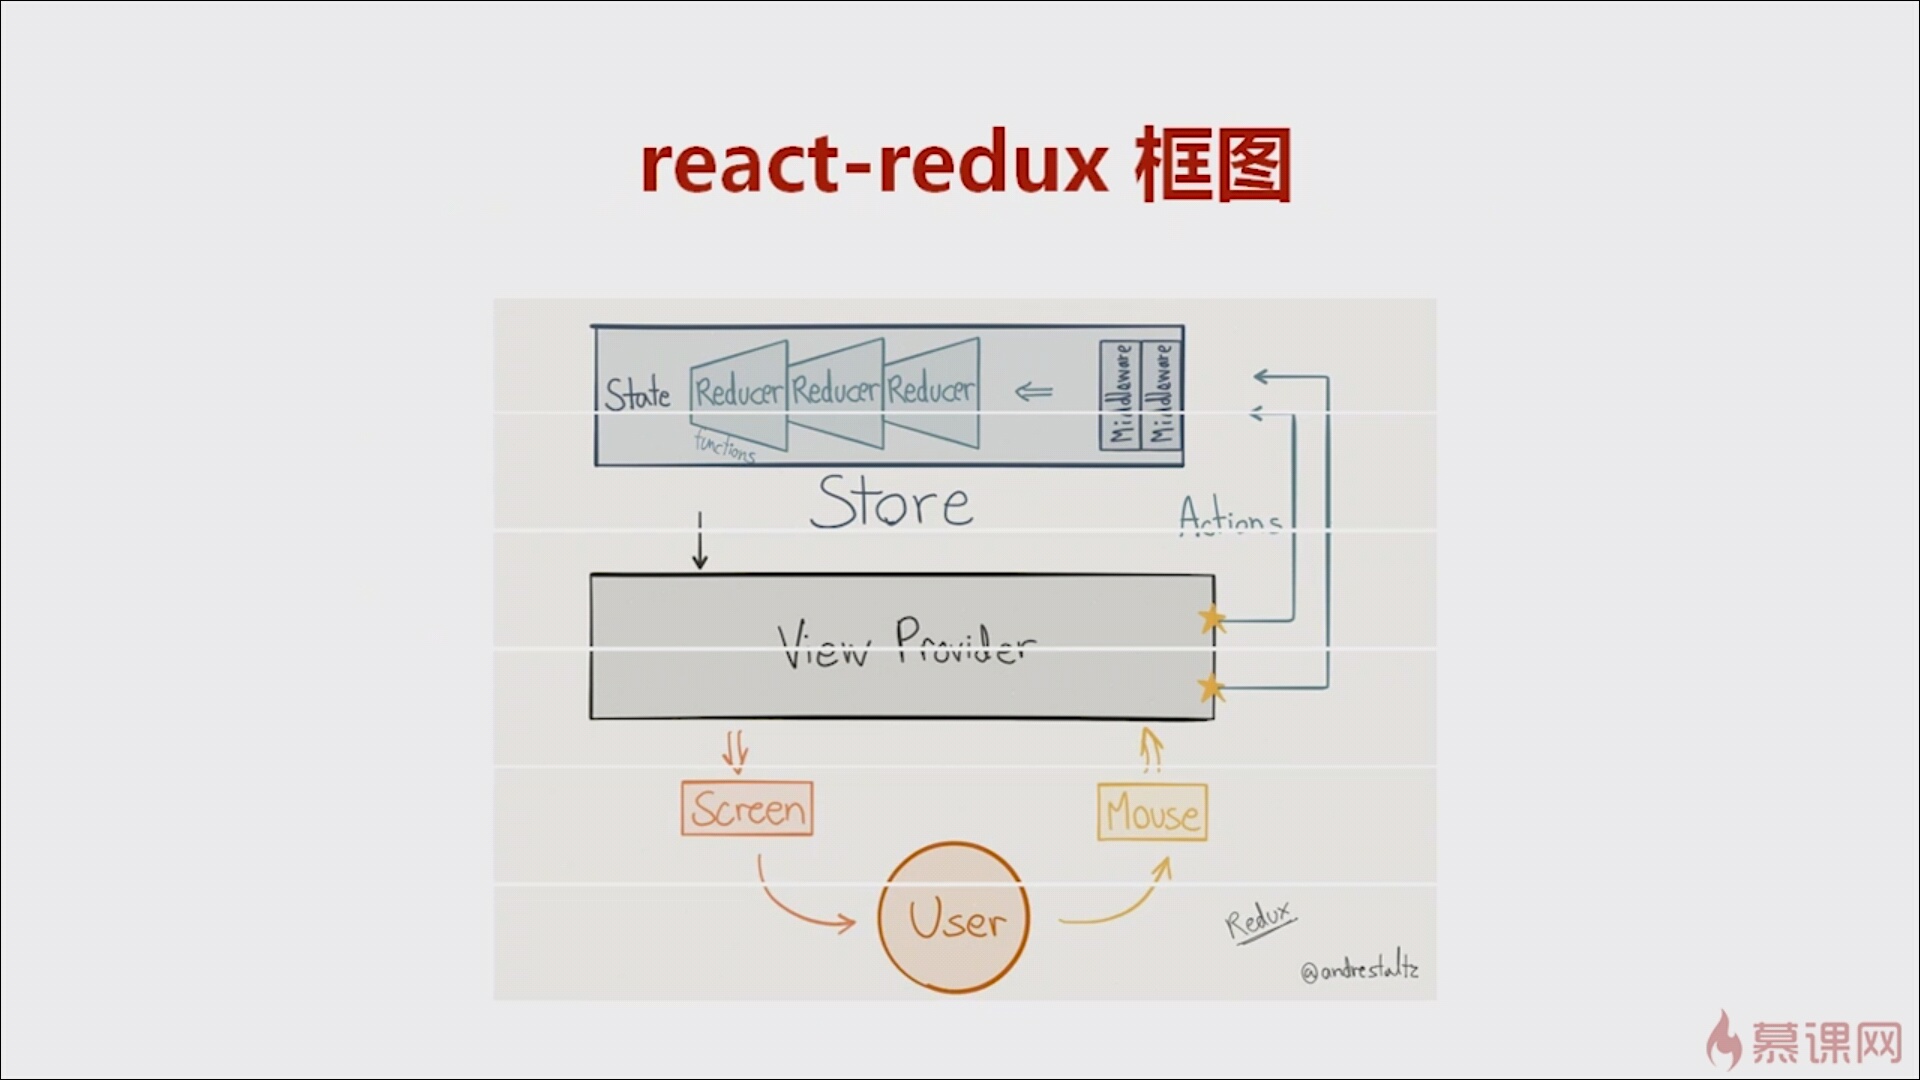 react-redux 框图
State
Reducer Reducer Reducer
functions
Middleware
Middleware
Store
Actions
View Provider
Screen
Mouse
User
Redux
@andrestaltz
慕课网